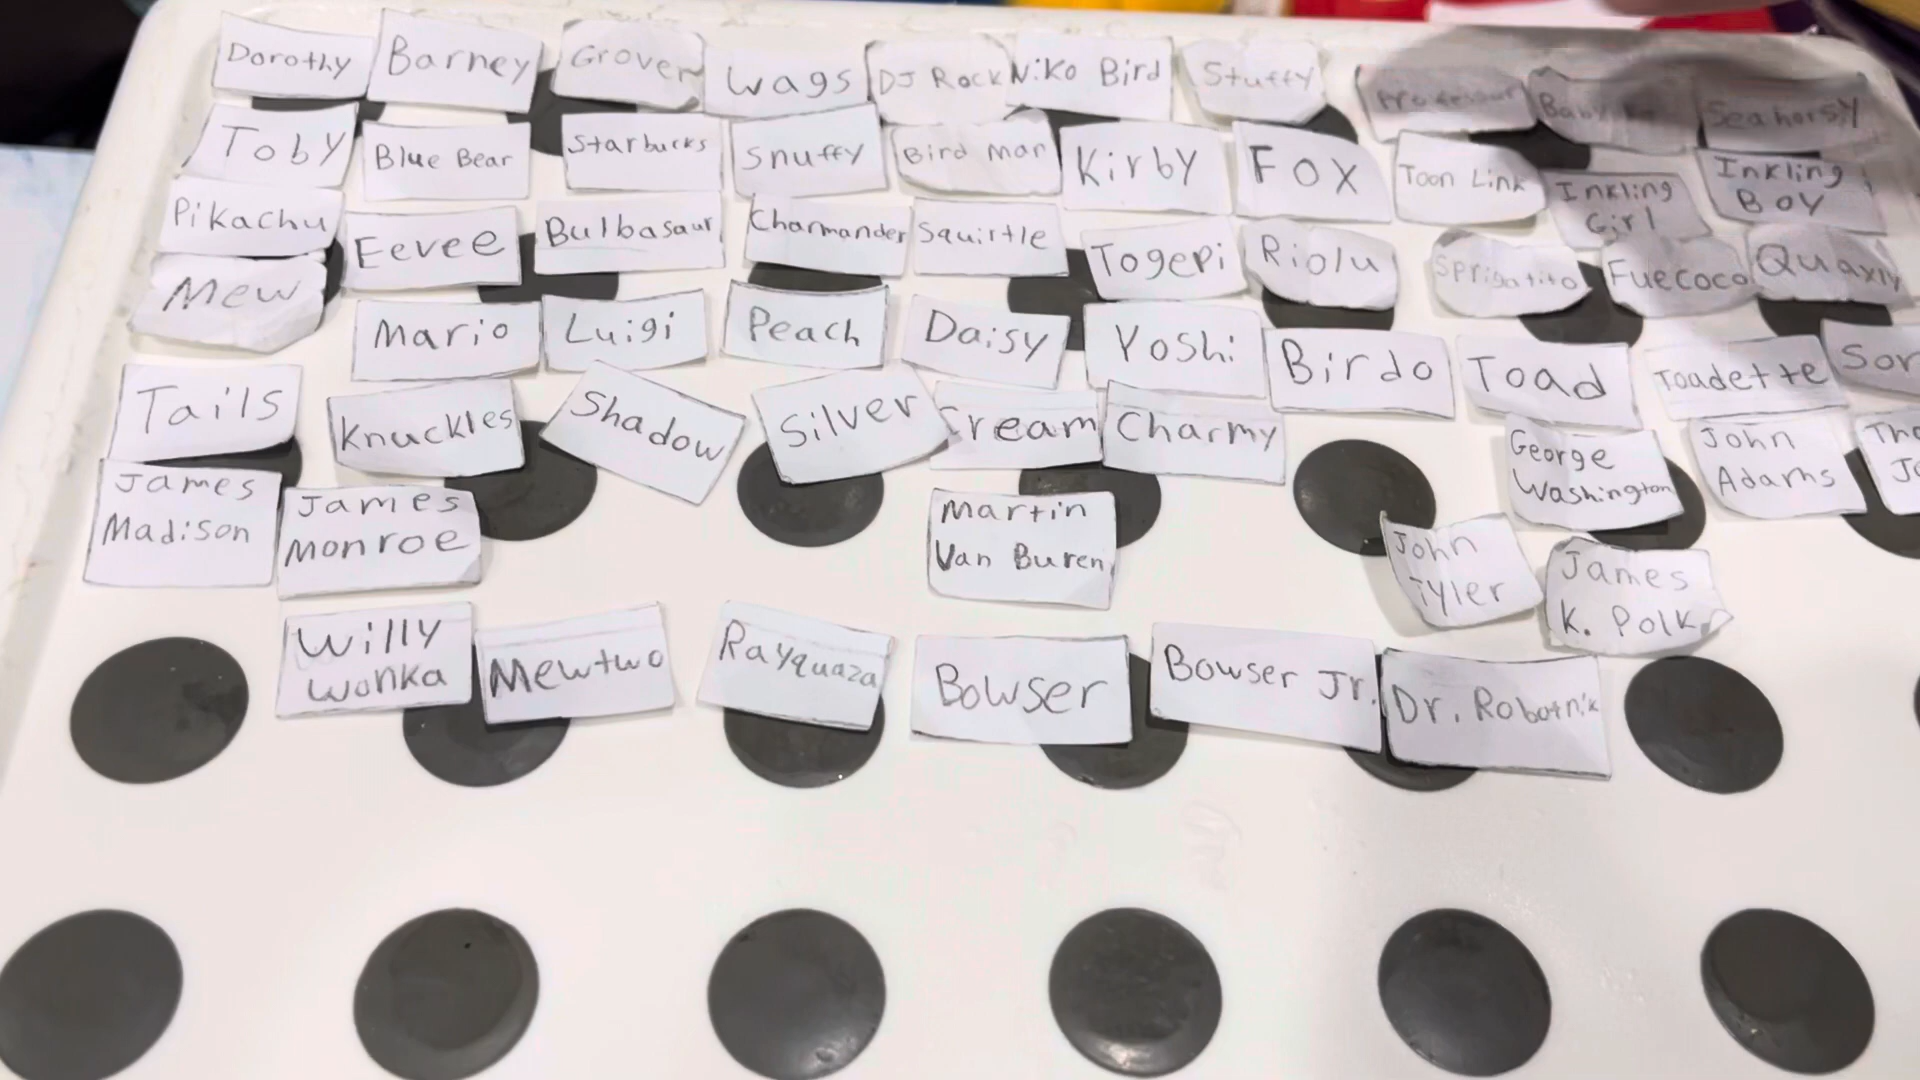 Dorothy
Barney
Grover
Wags
DJ Rock
Niko Bird
Stuffy
Professor
Baby
Seahorsy
Toby
Blue Bear
Starbucks
Snuffy
Bird Man
Kirby
Fox
Toon Link
Inkling
Girl
Inkling
Boy
Pikachu
Eevee
Bulbasaur
Charmander
Squirtle
Togepi
Riolu
Sprigatito
Fuecoco
Quaxly
Mew
Mario
Luigi
Peach
Daisy
Yoshi
Birdo
Toad
Toadette
Tails
Knuckles
Shadow
Silver
Cream
Charmy
George
Washington
John
Adams
James
Madison
James
Monroe
Martin
Van Buren
John
Tyler
James
K. Polk
Willy
Wonka
Mewtwo
Rayquaza
Bowser
Bowser Jr.
Dr. Robotnik